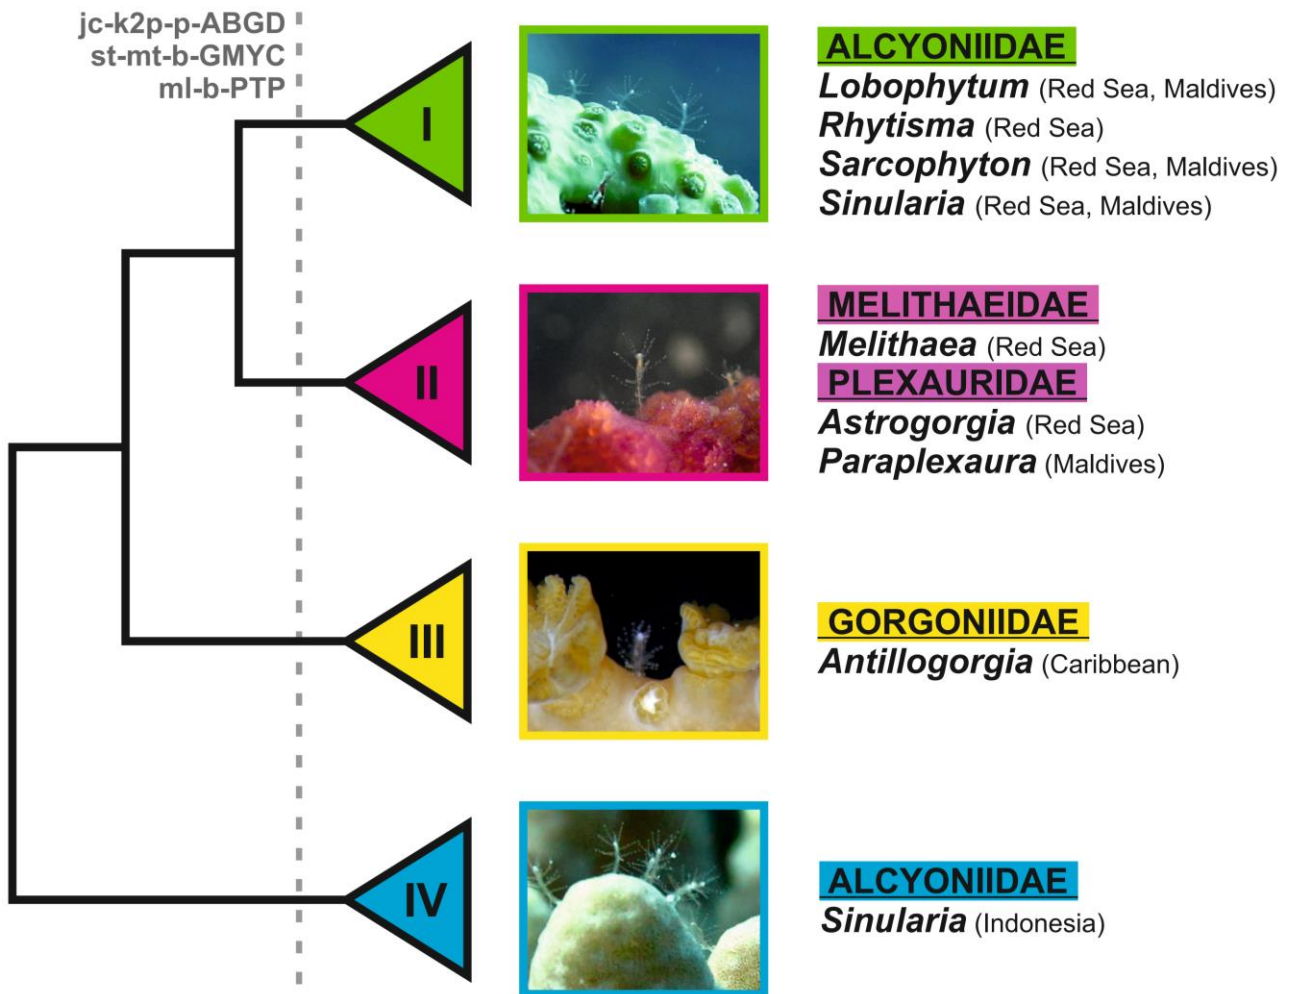 jc-k2p-p-ABGD
st-mt-b-GMYC
ml-b-PTP
I
ALCYONIIDAE
Lobophytum (Red Sea, Maldives)
Rhytisma (Red Sea)
Sarcophyton (Red Sea, Maldives)
Sinularia (Red Sea, Maldives)
II
MELITHAEIDAE
Melithaea (Red Sea)
PLEXAURIDAE
Astrogorgia (Red Sea)
Paraplexaura (Maldives)
III
GORGONIIDAE
Antillogorgia (Caribbean)
IV
ALCYONIIDAE
Sinularia (Indonesia)